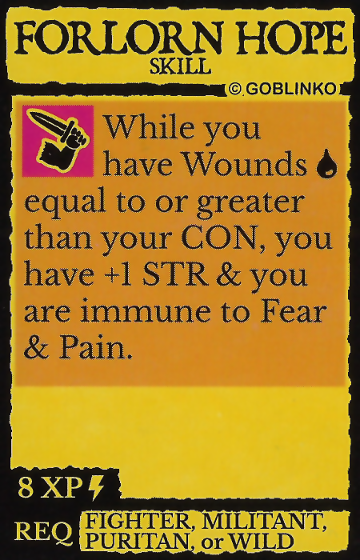 FORLORN HOPE
SKILL
© GOBLINKO
While you
have Wounds
equal to or greater
than your CON, you
have +1 STR & you
are immune to Fear
& Pain.
8 XP
REQ FIGHTER, MILITANT,
PURITAN, or WILD